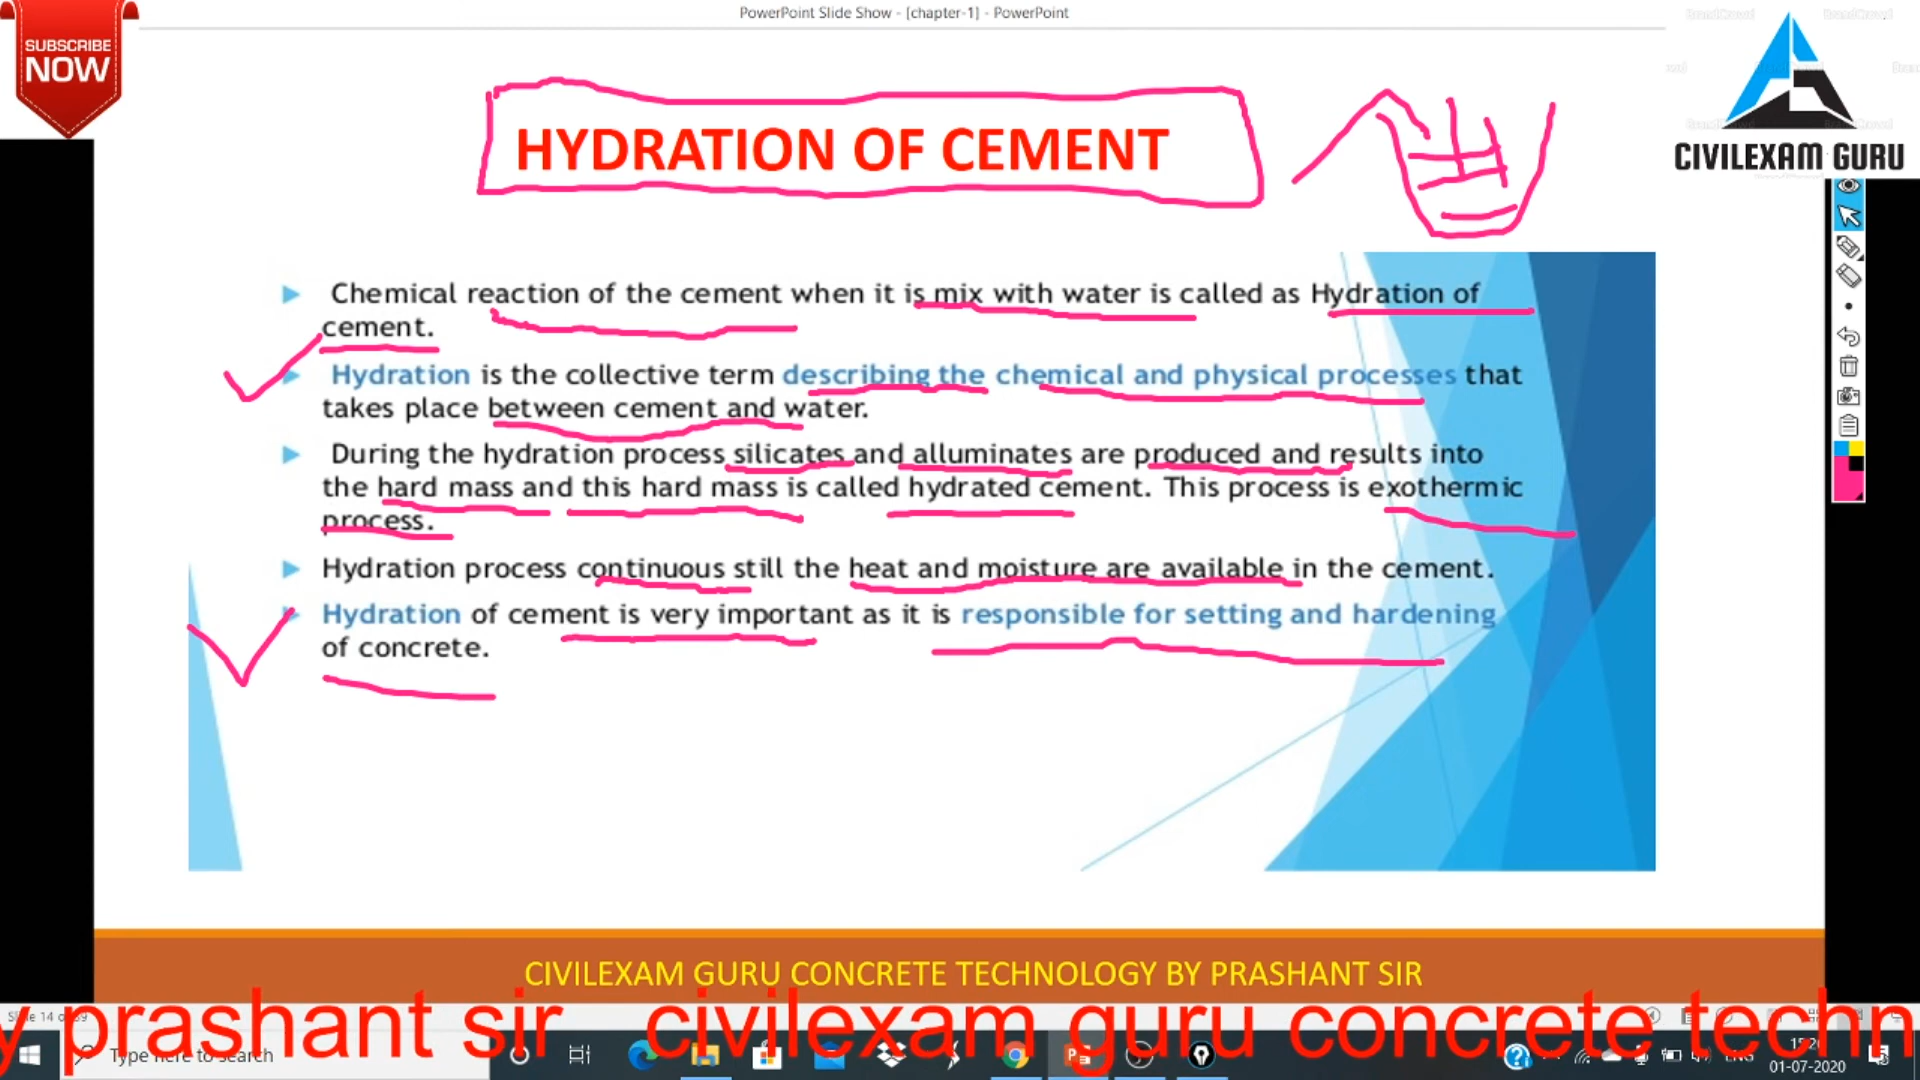 PowerPoint Slide Show - [chapter-1] - PowerPoint
SUBSCRIBE
NOW
CIVILEXAM GURU
HYDRATION OF CEMENT
Chemical reaction of the cement when it is mix with water is called as Hydration of
cement.
Hydration is the collective term describing the chemical and physical processes that
takes place between cement and water.
During the hydration process silicates and alluminates are produced and results into
the hard mass and this hard mass is called hydrated cement. This process is exothermic
process.
Hydration process continuous still the heat and moisture are available in the cement.
Hydration of cement is very important as it is responsible for setting and hardening
of concrete.
CIVILEXAM GURU CONCRETE TECHNOLOGY BY PRASHANT SIR
y prashant sir civilexam guru concrete techn
Type here to search
01-07-2020